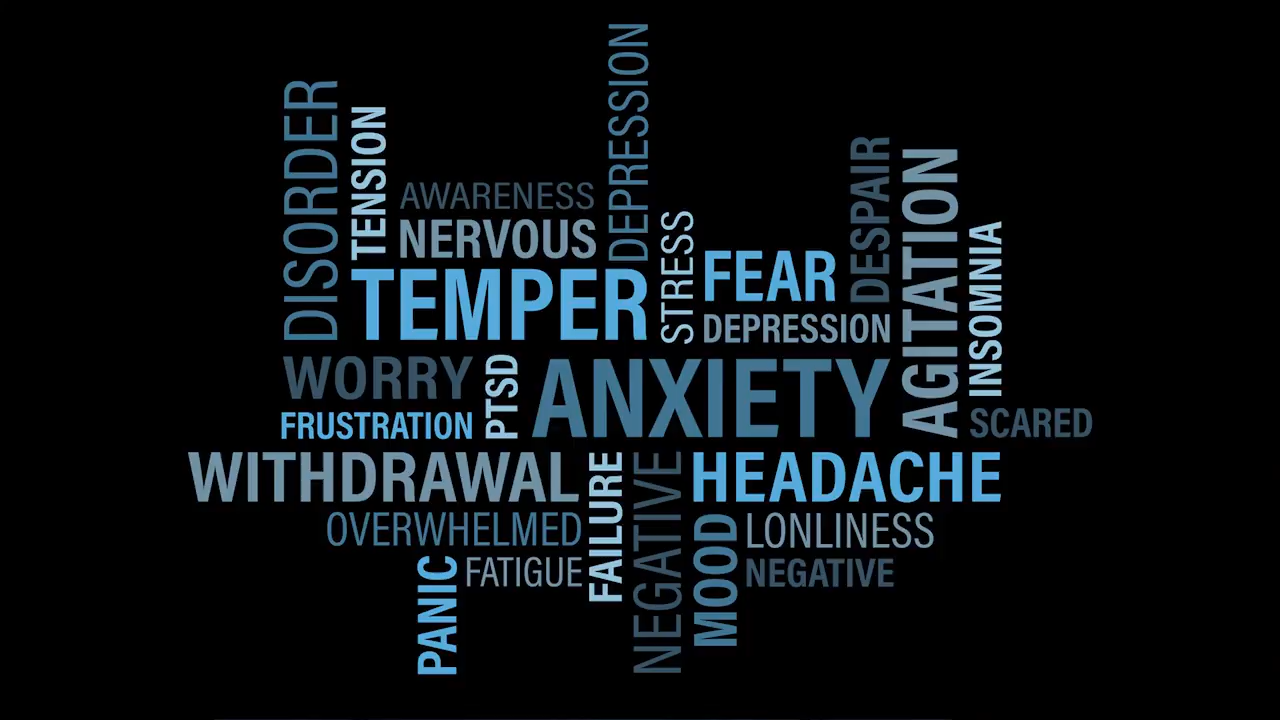 DISORDER
TENSION
DEPRESSION
AWARENESS
NERVOUS
TEMPER
STRESS
FEAR
DEPRESSION
DESPAIR
AGITATION
INSOMNIA
WORRY
PTSD
ANXIETY
FRUSTRATION
SCARED
WITHDRAWAL
FAILURE
NEGATIVE
HEADACHE
OVERWHELMED
MOOD
LONLINESS
PANIC
FATIGUE
NEGATIVE